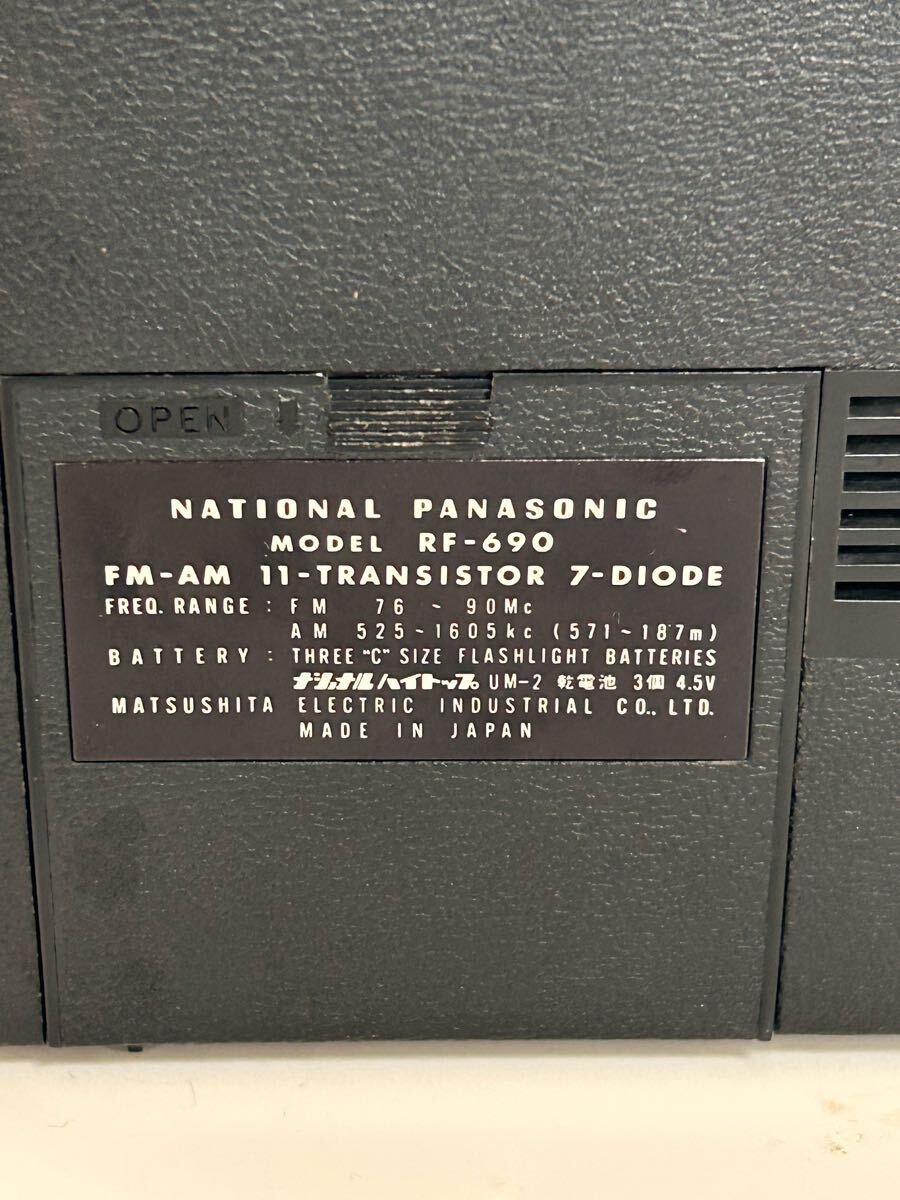 OPEN
NATIONAL PANASONIC
MODEL RF-690
FM-AM 11-TRANSISTOR 7-DIODE
FREQ. RANGE : FM 76 ~ 90Mc
AM 525~1605kc (571~187m)
BATTERY : THREE "C" SIZE FLASHLIGHT BATTERIES
ナショナルハイトップ UM-2 乾電池 3個 4.5V
MATSUSHITA ELECTRIC INDUSTRIAL CO., LTD.
MADE IN JAPAN